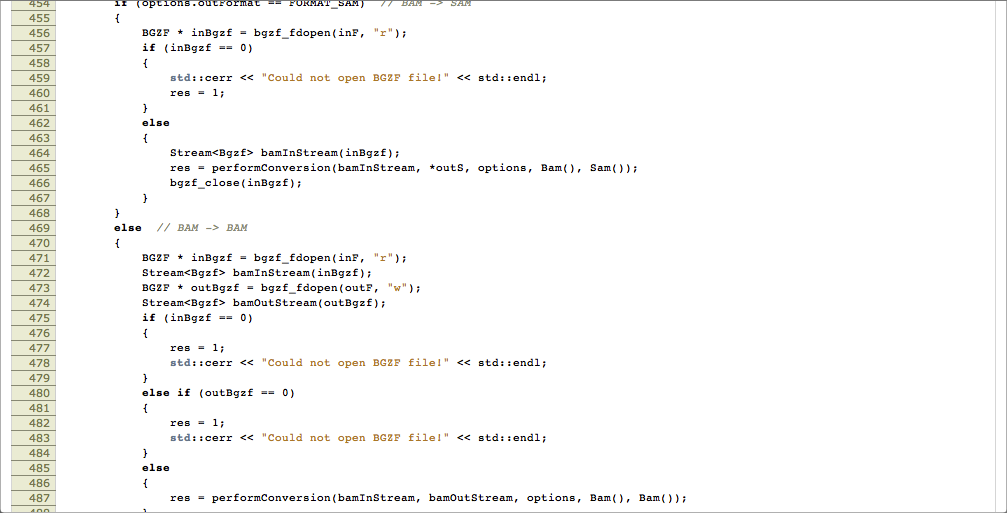 454 if (options.outFormat == FORMAT_SAM) // BAM -> SAM
455 {
456 BGZF * inBgzf = bgzf_fdopen(inF, "r");
457 if (inBgzf == 0)
458 {
459 std::cerr << "Could not open BGZF file!" << std::endl;
460 res = 1;
461 }
462 else
463 {
464 Stream<Bgzf> bamInStream(inBgzf);
465 res = performConversion(bamInStream, *outS, options, Bam(), Sam());
466 bgzf_close(inBgzf);
467 }
468 }
469 else // BAM -> BAM
470 {
471 BGZF * inBgzf = bgzf_fdopen(inF, "r");
472 Stream<Bgzf> bamInStream(inBgzf);
473 BGZF * outBgzf = bgzf_fdopen(outF, "w");
474 Stream<Bgzf> bamOutStream(outBgzf);
475 if (inBgzf == 0)
476 {
477 res = 1;
478 std::cerr << "Could not open BGZF file!" << std::endl;
479 }
480 else if (outBgzf == 0)
481 {
482 res = 1;
483 std::cerr << "Could not open BGZF file!" << std::endl;
484 }
485 else
486 {
487 res = performConversion(bamInStream, bamOutStream, options, Bam(), Bam());
488 }